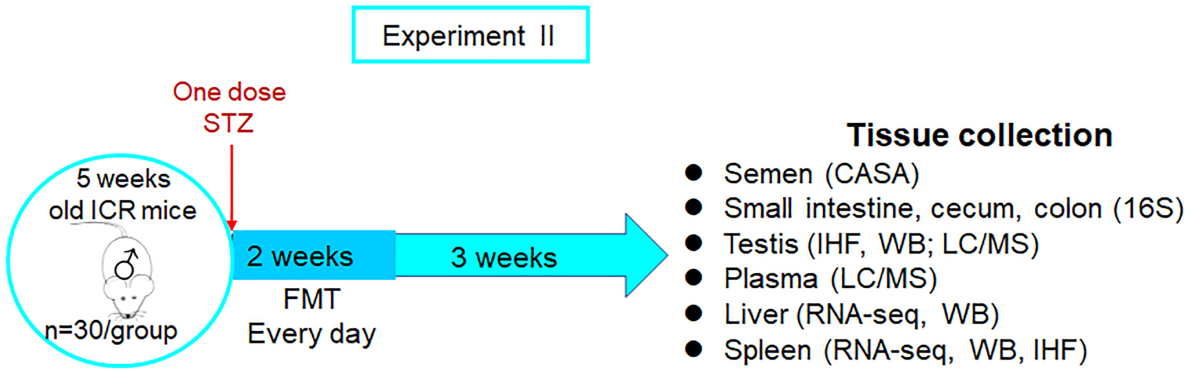 Experiment II
One dose
STZ
5 weeks
old ICR mice
♂
n=30/group
2 weeks
3 weeks
FMT
Every day
Tissue collection
● Semen (CASA)
● Small intestine, cecum, colon (16S)
● Testis (IHF, WB; LC/MS)
● Plasma (LC/MS)
● Liver (RNA-seq, WB)
● Spleen (RNA-seq, WB, IHF)